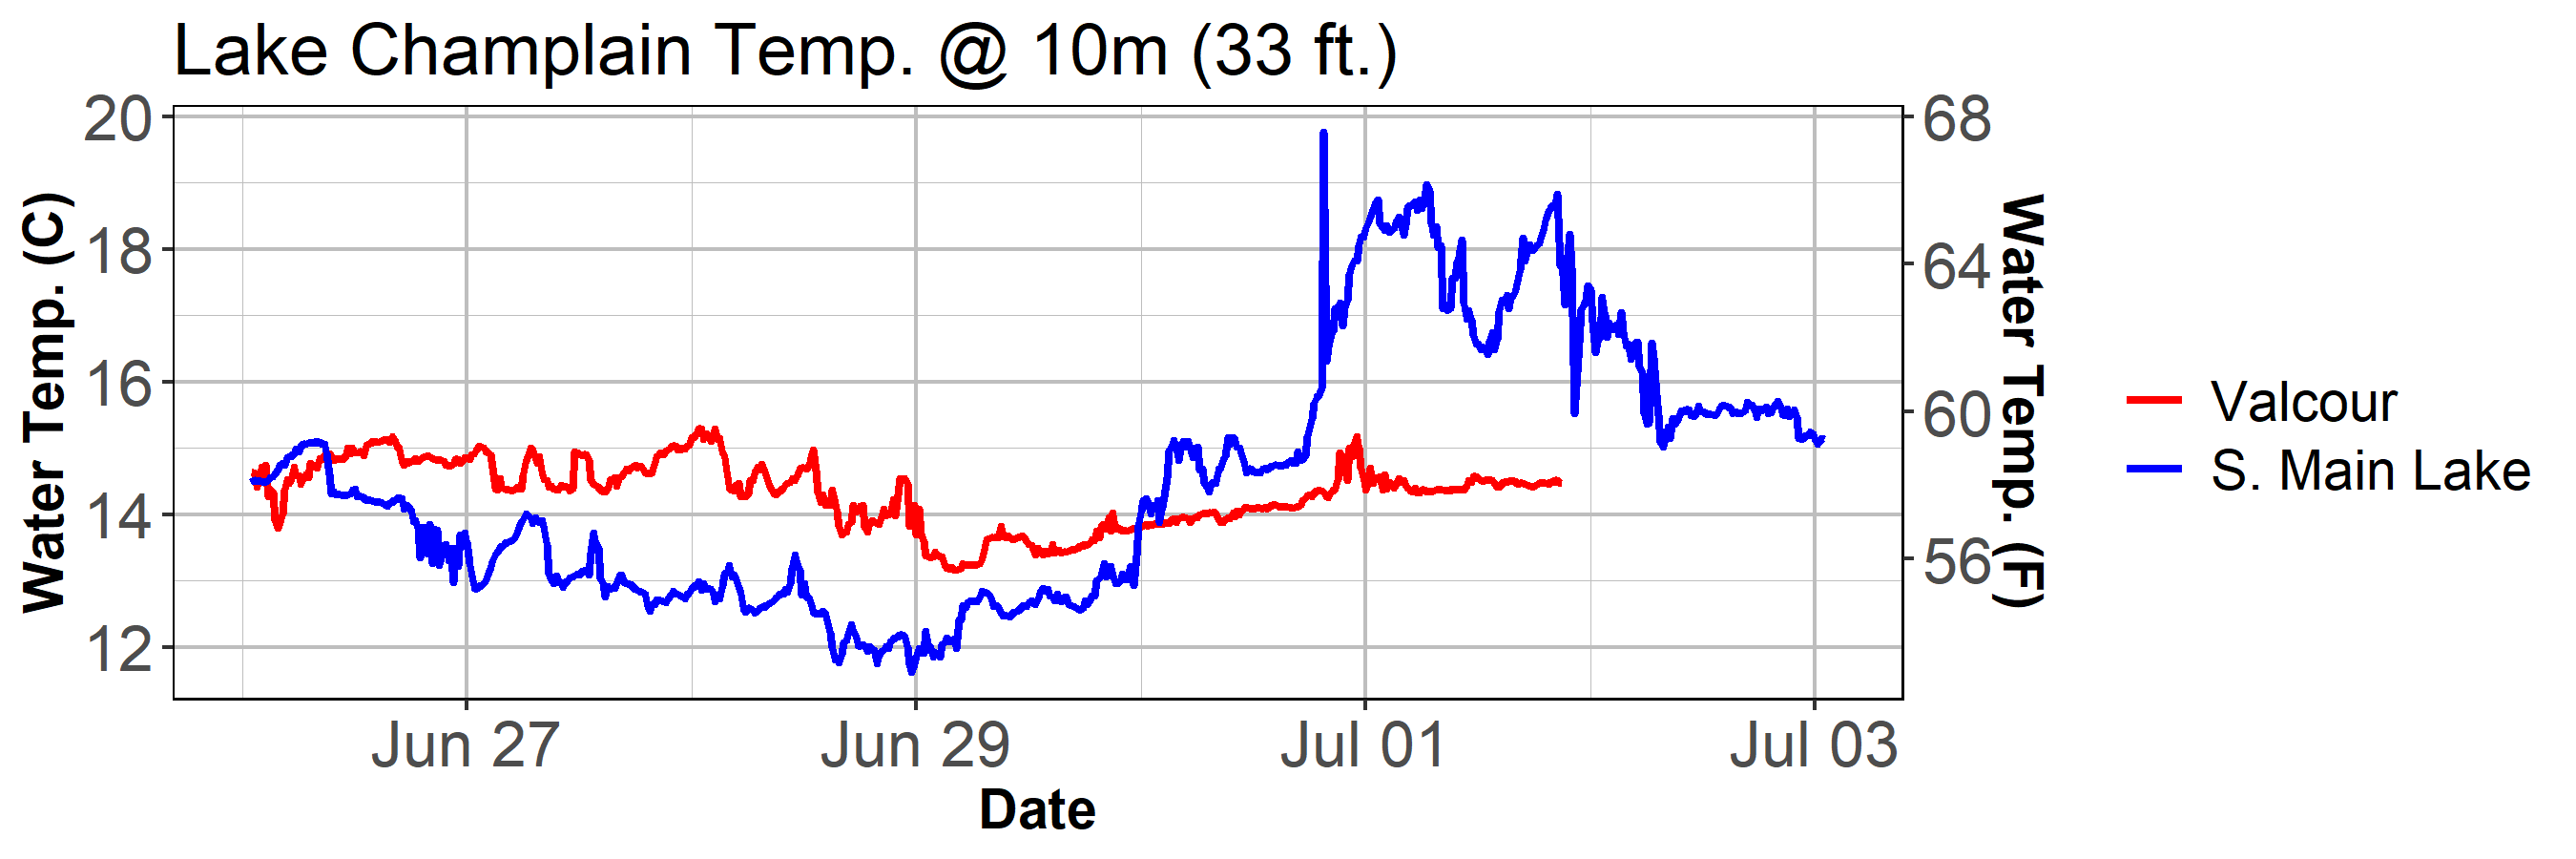 Lake Champlain Temp. @ 10m (33 ft.)
Water Temp. (C)
20
18
16
14
12
68
64
60
56
Water Temp. (F)
Jun 27
Jun 29
Jul 01
Jul 03
Date
Valcour
S. Main Lake